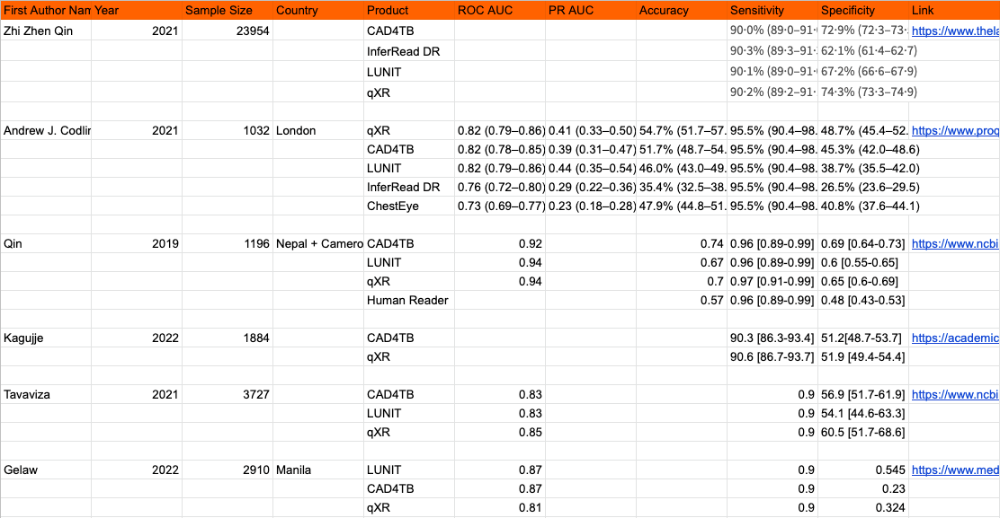 First Author Nam Year Sample Size Country Product ROC AUC PR AUC Accuracy Sensitivity Specificity Link
Zhi Zhen Qin 2021 23954 CAD4TB 90·0% (89·0–91· 72·9% (72·3–73· https://www.thela
InferRead DR 90·3% (89·3–91· 62·1% (61·4–62·7)
LUNIT 90·1% (89·0–91· 67·2% (66·6–67·9)
qXR 90·2% (89·2–91· 74·3% (73·3–74·9)
Andrew J. Codlin 2021 1032 London qXR 0.82 (0.79–0.86) 0.41 (0.33–0.50) 54.7% (51.7–57. 95.5% (90.4–98. 48.7% (45.4–52. https://www.proq
CAD4TB 0.82 (0.78–0.85) 0.39 (0.31–0.47) 51.7% (48.7–54. 95.5% (90.4–98. 45.3% (42.0–48.6)
LUNIT 0.82 (0.79–0.86) 0.44 (0.35–0.54) 46.0% (43.0–49. 95.5% (90.4–98. 38.7% (35.5–42.0)
InferRead DR 0.76 (0.72–0.80) 0.29 (0.22–0.36) 35.4% (32.5–38. 95.5% (90.4–98. 26.5% (23.6–29.5)
ChestEye 0.73 (0.69–0.77) 0.23 (0.18–0.28) 47.9% (44.8–51. 95.5% (90.4–98. 40.8% (37.6–44.1)
Qin 2019 1196 Nepal + Camero CAD4TB 0.92 0.74 0.96 [0.89-0.99] 0.69 [0.64-0.73] https://www.ncbi
LUNIT 0.94 0.67 0.96 [0.89-0.99] 0.6 [0.55-0.65]
qXR 0.94 0.7 0.97 [0.91-0.99] 0.65 [0.6-0.69]
Human Reader 0.57 0.96 [0.89-0.99] 0.48 [0.43-0.53]
Kagujje 2022 1884 CAD4TB 90.3 [86.3-93.4] 51.2[48.7-53.7] https://academic
qXR 90.6 [86.7-93.7] 51.9 [49.4-54.4]
Tavaviza 2021 3727 CAD4TB 0.83 0.9 56.9 [51.7-61.9] https://www.ncbi
LUNIT 0.83 0.9 54.1 [44.6-63.3]
qXR 0.85 0.9 60.5 [51.7-68.6]
Gelaw 2022 2910 Manila LUNIT 0.87 0.9 0.545 https://www.med
CAD4TB 0.87 0.9 0.23
qXR 0.81 0.9 0.324